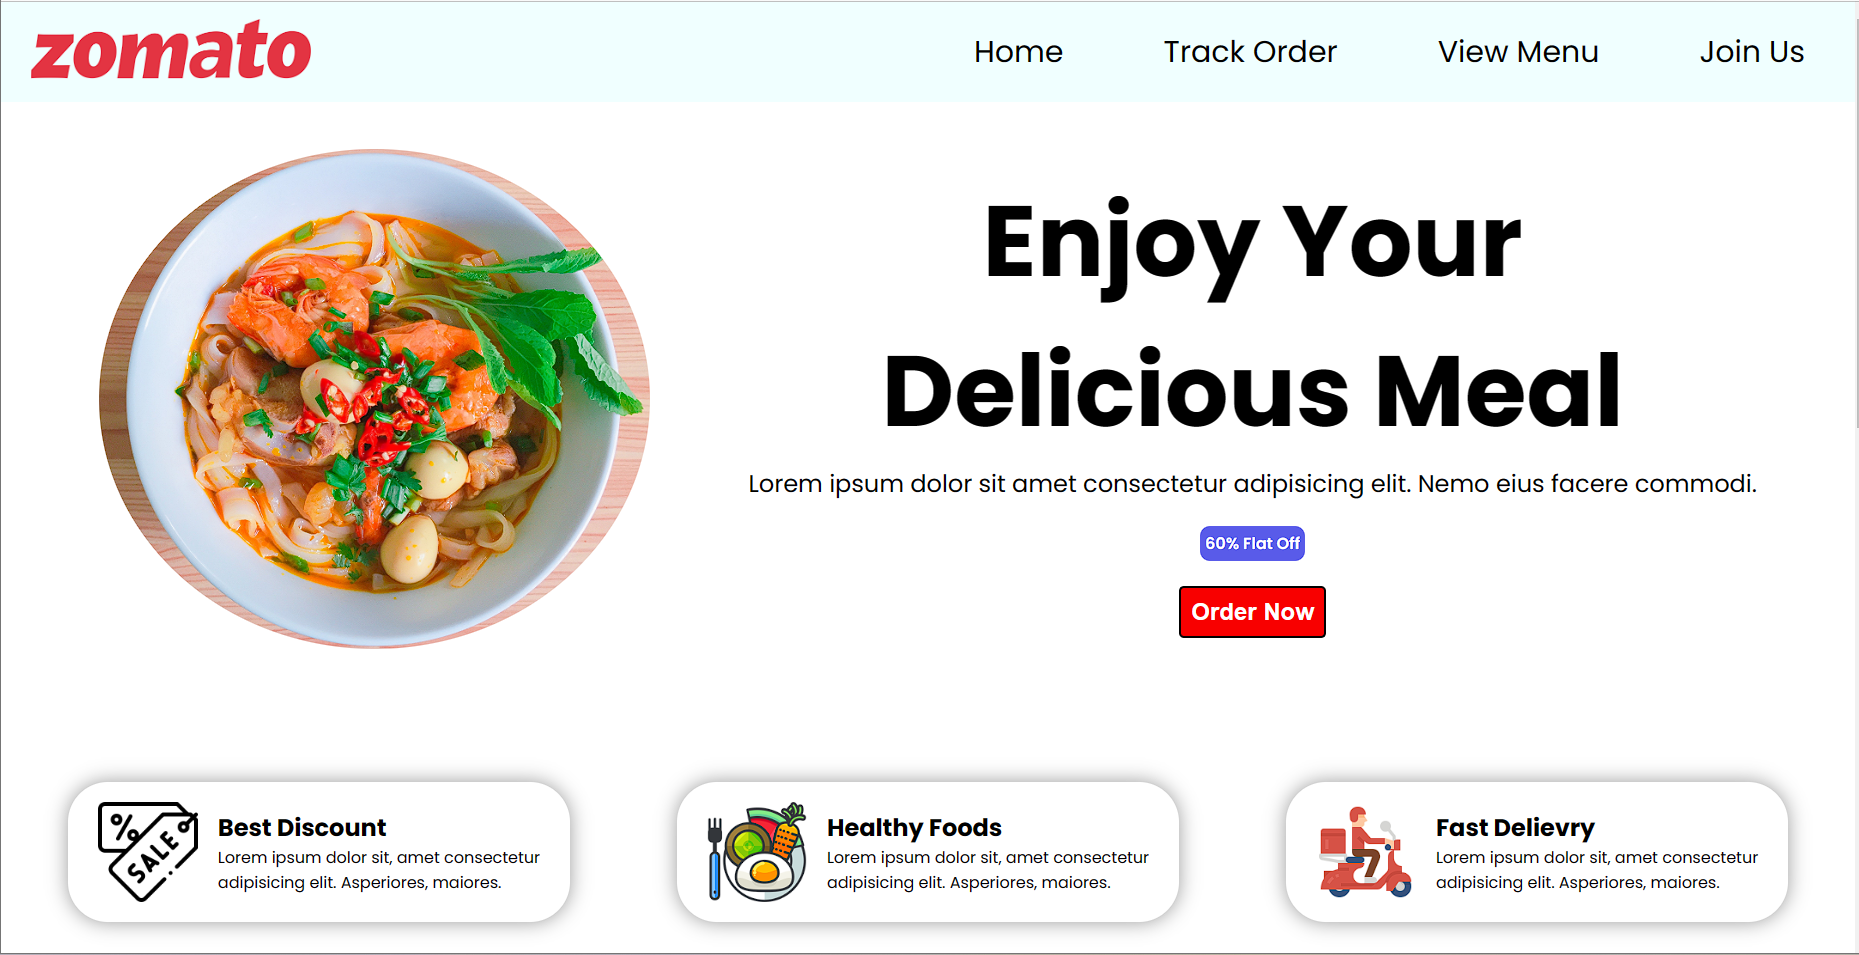 zomato
Home
Track Order
View Menu
Join Us
Enjoy Your
Delicious Meal
Lorem ipsum dolor sit amet consectetur adipisicing elit. Nemo eius facere commodi.
60% Flat Off
Order Now
%
SALE
Best Discount
Lorem ipsum dolor sit, amet consectetur
adipisicing elit. Asperiores, maiores.
Healthy Foods
Lorem ipsum dolor sit, amet consectetur
adipisicing elit. Asperiores, maiores.
Fast Delievry
Lorem ipsum dolor sit, amet consectetur
adipisicing elit. Asperiores, maiores.